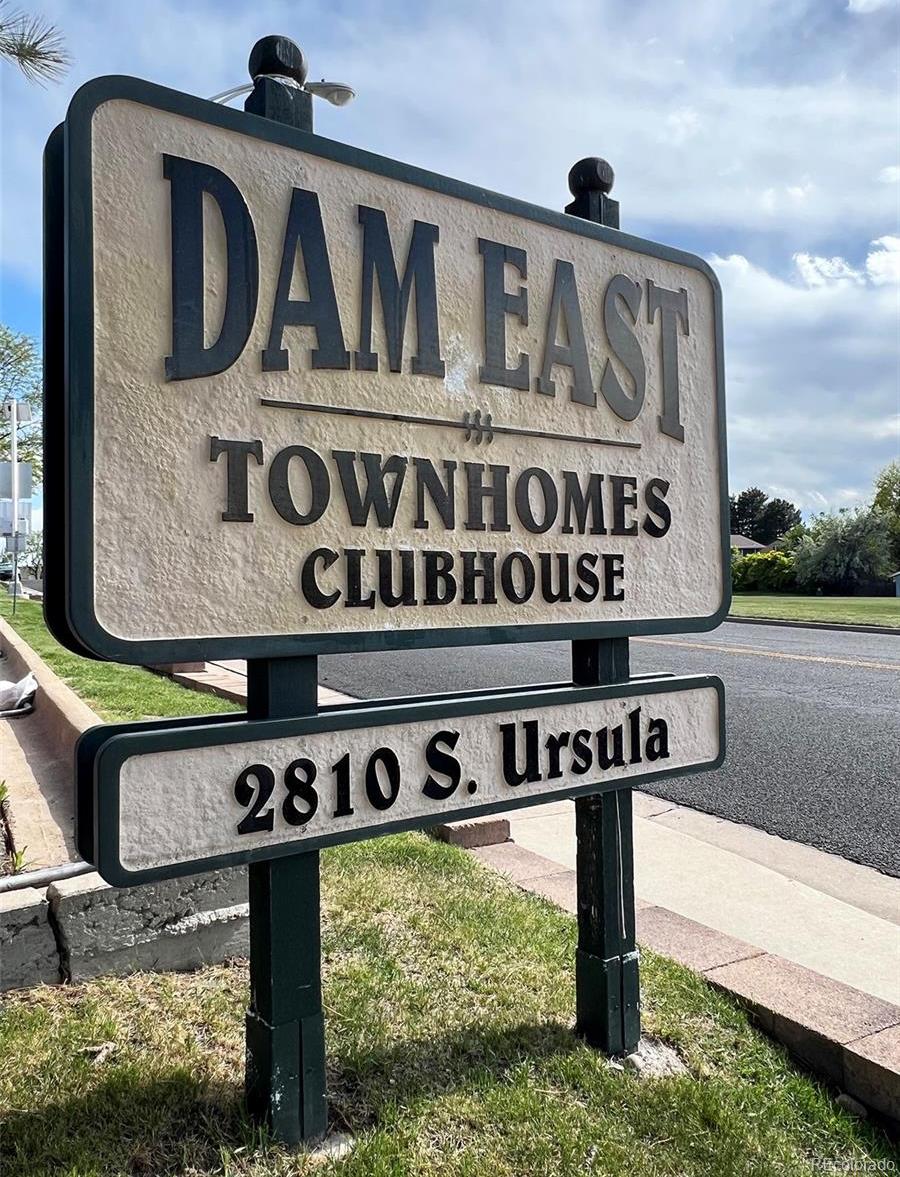 DAM EAST
TOWNHOMES
CLUBHOUSE
2810 S. Ursula
REcolorado